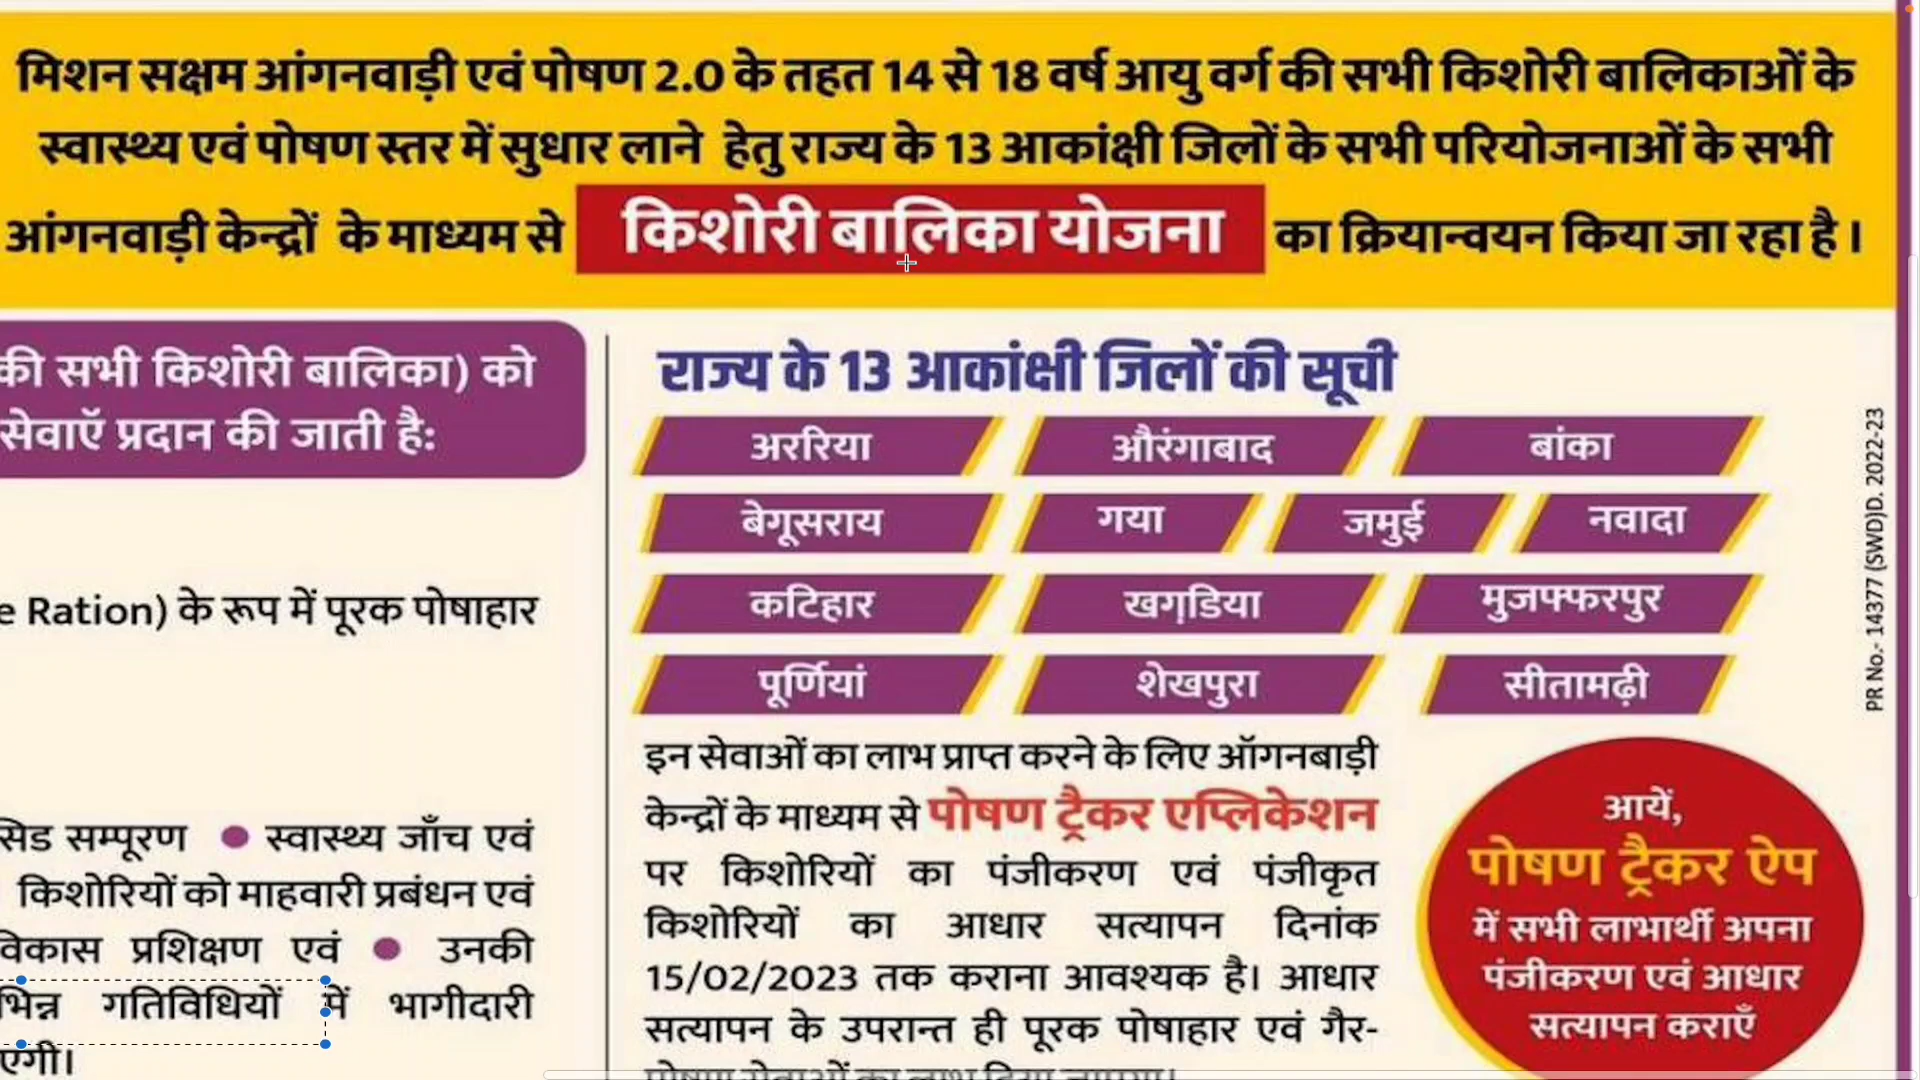 मिशन सक्षम आंगनवाड़ी एवं पोषण 2.0 के तहत 14 से 18 वर्ष आयु वर्ग की सभी किशोरी बालिकाओं के
स्वास्थ्य एवं पोषण स्तर में सुधार लाने हेतु राज्य के 13 आकांक्षी जिलों के सभी परियोजनाओं के सभी
आंगनवाड़ी केन्द्रों के माध्यम से किशोरी बालिका योजना का क्रियान्वयन किया जा रहा है ।
की सभी किशोरी बालिका) को
सेवाऍ प्रदान की जाती है:
Ration) के रूप में पूरक पोषाहार
सम्पूरण ● स्वास्थ्य जाँच एवं
किशोरियों को माहवारी प्रबंधन एवं
विकास प्रशिक्षण एवं ● उनकी
गतिविधियों में भागीदारी
राज्य के 13 आकांक्षी जिलों की सूची
अररिया औरंगाबाद बांका
बेगूसराय गया जमुई नवादा
कटिहार खगडि़या मुजफ्फरपुर
पूर्णियां शेखपुरा सीतामढ़ी
इन सेवाओं का लाभ प्राप्त करने के लिए ऑगनबाड़ी
केन्द्रों के माध्यम से पोषण ट्रैकर एप्लिकेशन
पर किशोरियों का पंजीकरण एवं पंजीकृत
किशोरियों का आधार सत्यापन दिनांक
15/02/2023 तक कराना आवश्यक है। आधार
सत्यापन के उपरान्त ही पूरक पोषाहार एवं गैर-
आयें,
पोषण ट्रैकर ऐप
में सभी लाभार्थी अपना
पंजीकरण एवं आधार
सत्यापन कराएँ
PR No.- 14377 (SWD)D. 2022-23